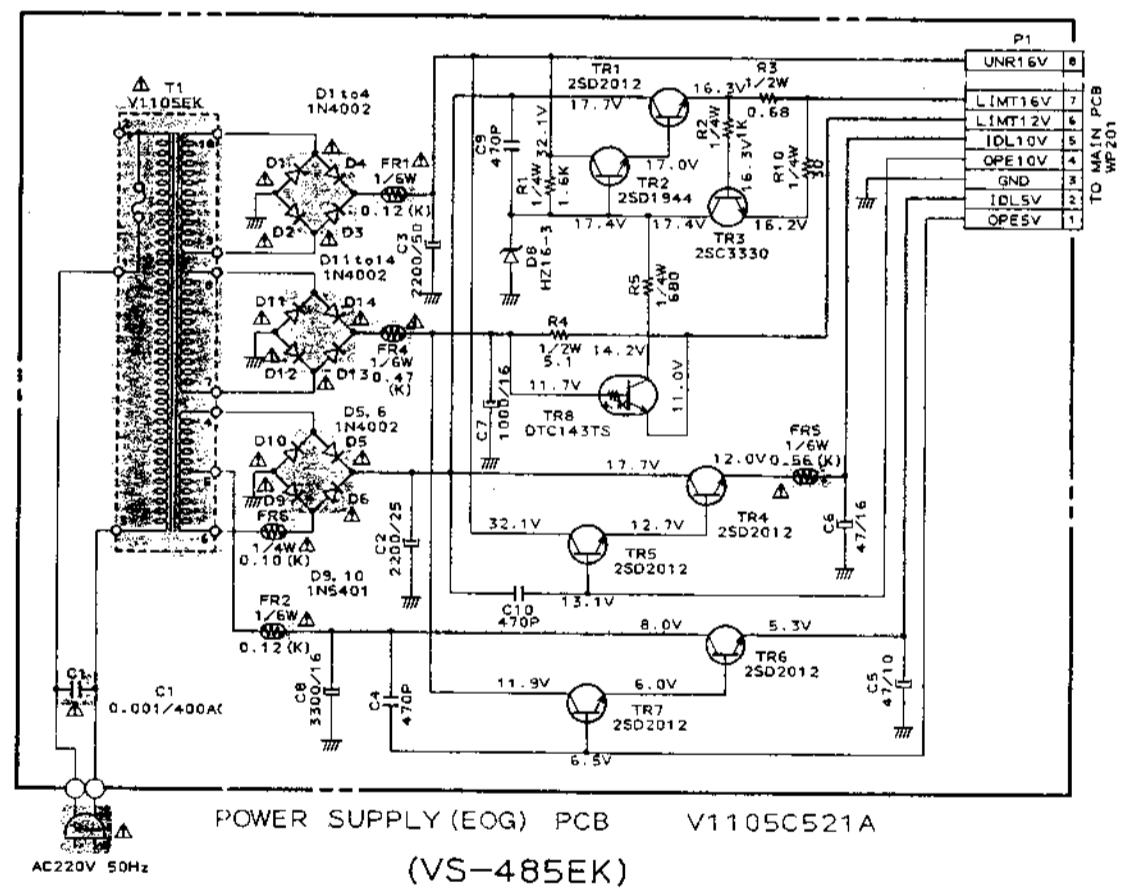 P1
UNR16V 8
LIMT16V 7
LIMT12V 6
IDL10V 5
OPE10V 4
GND 3
IDL5V 2
OPE5V 1
TO MAIN PCB
WP201
T1
V1105EK
10
9
8
7
4
5
6
D1to4
1N4002
D1
D4
D2
D3
FR1
1/6W
0.12(K)
C3
2200/50
D11to14
1N4002
D11
D14
D12
D13
FR4
1/6W
0.47
(K)
D5,6
1N4002
D10
D5
D9
D6
FR6
1/4W
0.10(K)
D9,10
1N5401
C2
2200/25
FR2
1/6W
0.12(K)
C8
3300/16
C4
470P
C7
1000/16
C9
470P
R1
1/4W
1.6K
32.1V
D8
HZ16-3
TR1
2SD2012
17.7V
16.3V
R3
1/2W
0.68
R2
1/4W
1K
16.3V
R10
1/4W
30
17.0V
TR2
2SD1944
17.4V
17.4V
TR3
2SC3330
16.2V
R5
1/4W
680
R4
1/2W
5.1
14.2V
11.7V
11.0V
TR8
DTC143TS
17.7V
12.0V
FR5
1/6W
0.56(K)
TR4
2SD2012
C6
47/16
32.1V
12.7V
TR5
2SD2012
13.1V
C10
470P
8.0V
5.3V
TR6
2SD2012
C5
47/10
11.9V
6.0V
TR7
2SD2012
6.5V
C1
C1
0.001/400A(
AC220V 50Hz
POWER SUPPLY(EOG) PCB V1105C521A
(VS-485EK)